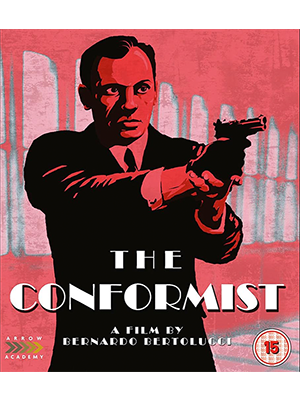 THE
CONFORMIST
A FILM BY
BERNARDO BERTOLUCCI
ARROW
ACADEMY
15